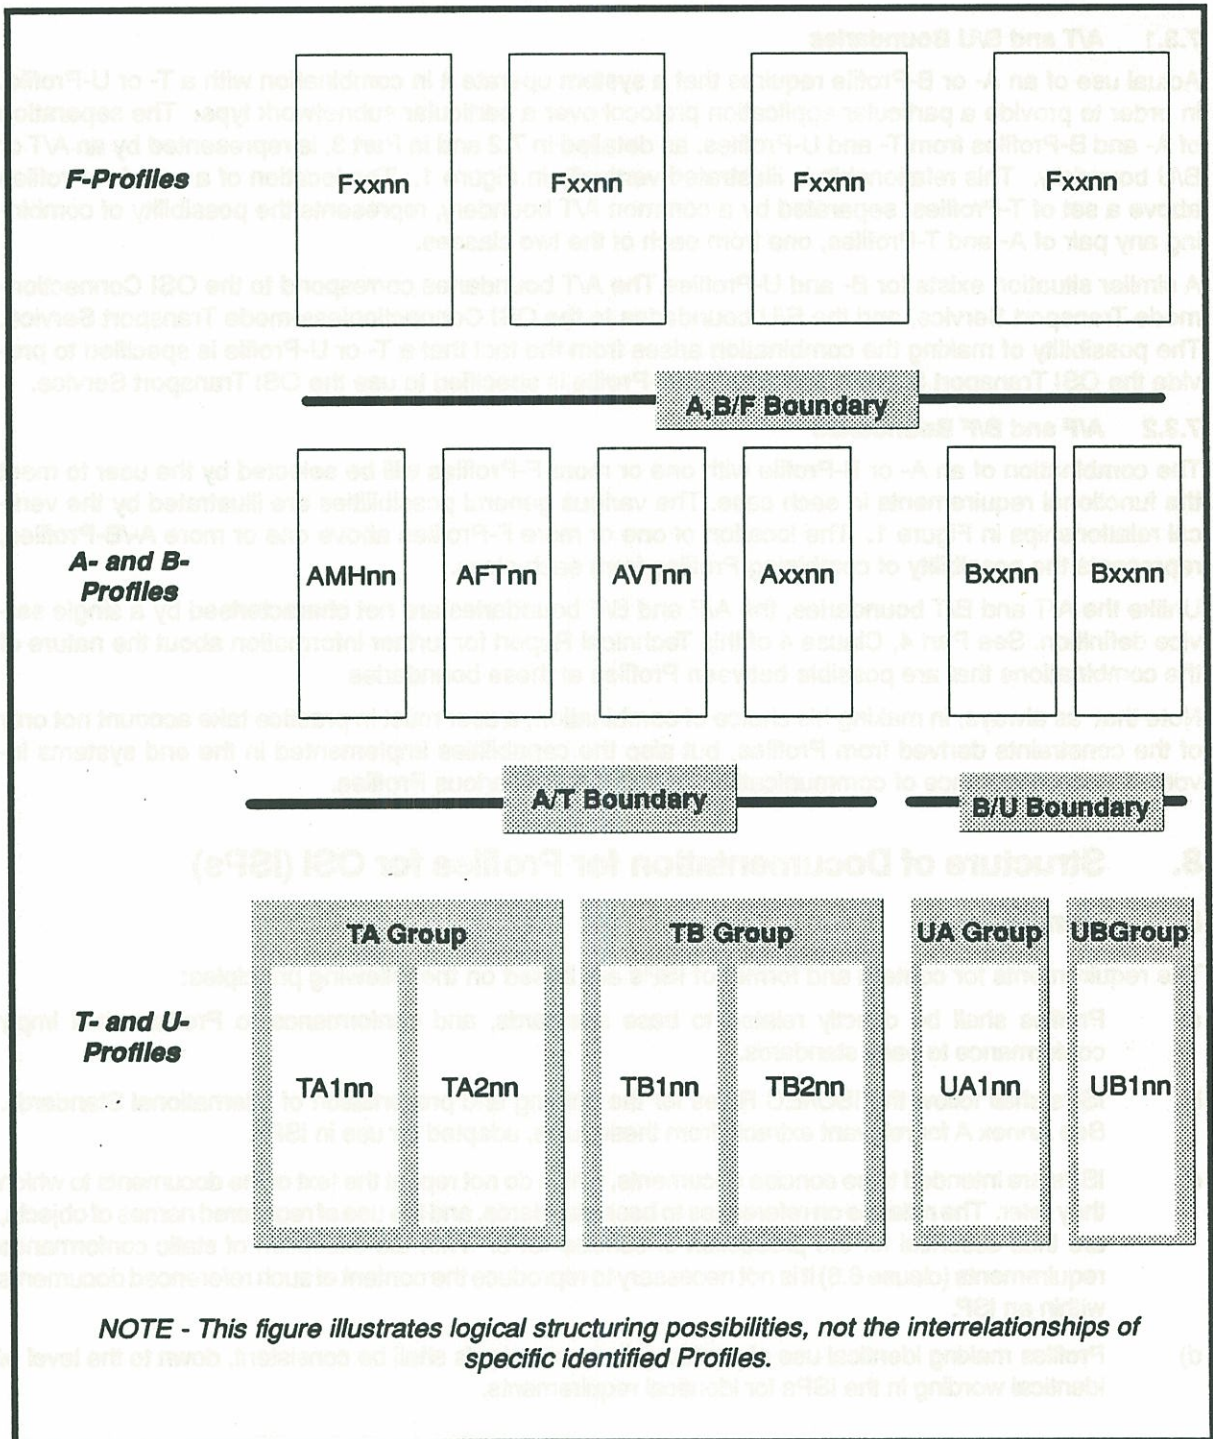 F-Profiles
Fxxnn Fxxnn Fxxnn Fxxnn
A,B/F Boundary
A- and B-
Profiles
AMHnn AFTnn AVTnn Axxnn Bxxnn Bxxnn
A/T Boundary B/U Boundary
TA Group TB Group UA Group UBGroup
T- and U-
Profiles
TA1nn TA2nn TB1nn TB2nn UA1nn UB1nn
NOTE - This figure illustrates logical structuring possibilities, not the interrelationships of
specific identified Profiles.